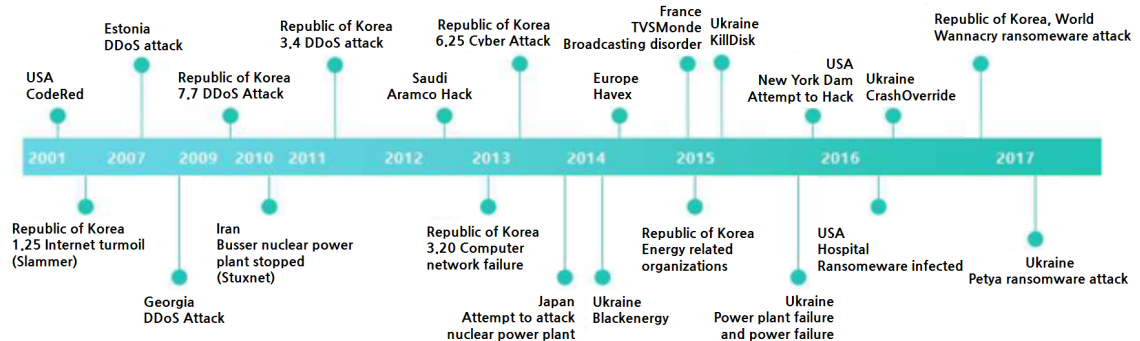 USA
CodeRed
Estonia
DDoS attack
Republic of Korea
7.7 DDoS Attack
Republic of Korea
3.4 DDoS attack
Saudi
Aramco Hack
Republic of Korea
6.25 Cyber Attack
Europe
Havex
France
TVSMonde
Broadcasting disorder
Ukraine
KillDisk
USA
New York Dam
Attempt to Hack
Ukraine
CrashOverride
Republic of Korea, World
Wannacry ransomeware attack
2001 2007 2009 2010 2011 2012 2013 2014 2015 2016 2017
Republic of Korea
1.25 Internet turmoil
(Slammer)
Georgia
DDoS Attack
Iran
Busser nuclear power
plant stopped
(Stuxnet)
Republic of Korea
3.20 Computer
network failure
Japan
Attempt to attack
nuclear power plant
Ukraine
Blackenergy
Republic of Korea
Energy related
organizations
Ukraine
Power plant failure
and power failure
USA
Hospital
Ransomeware infected
Ukraine
Petya ransomware attack